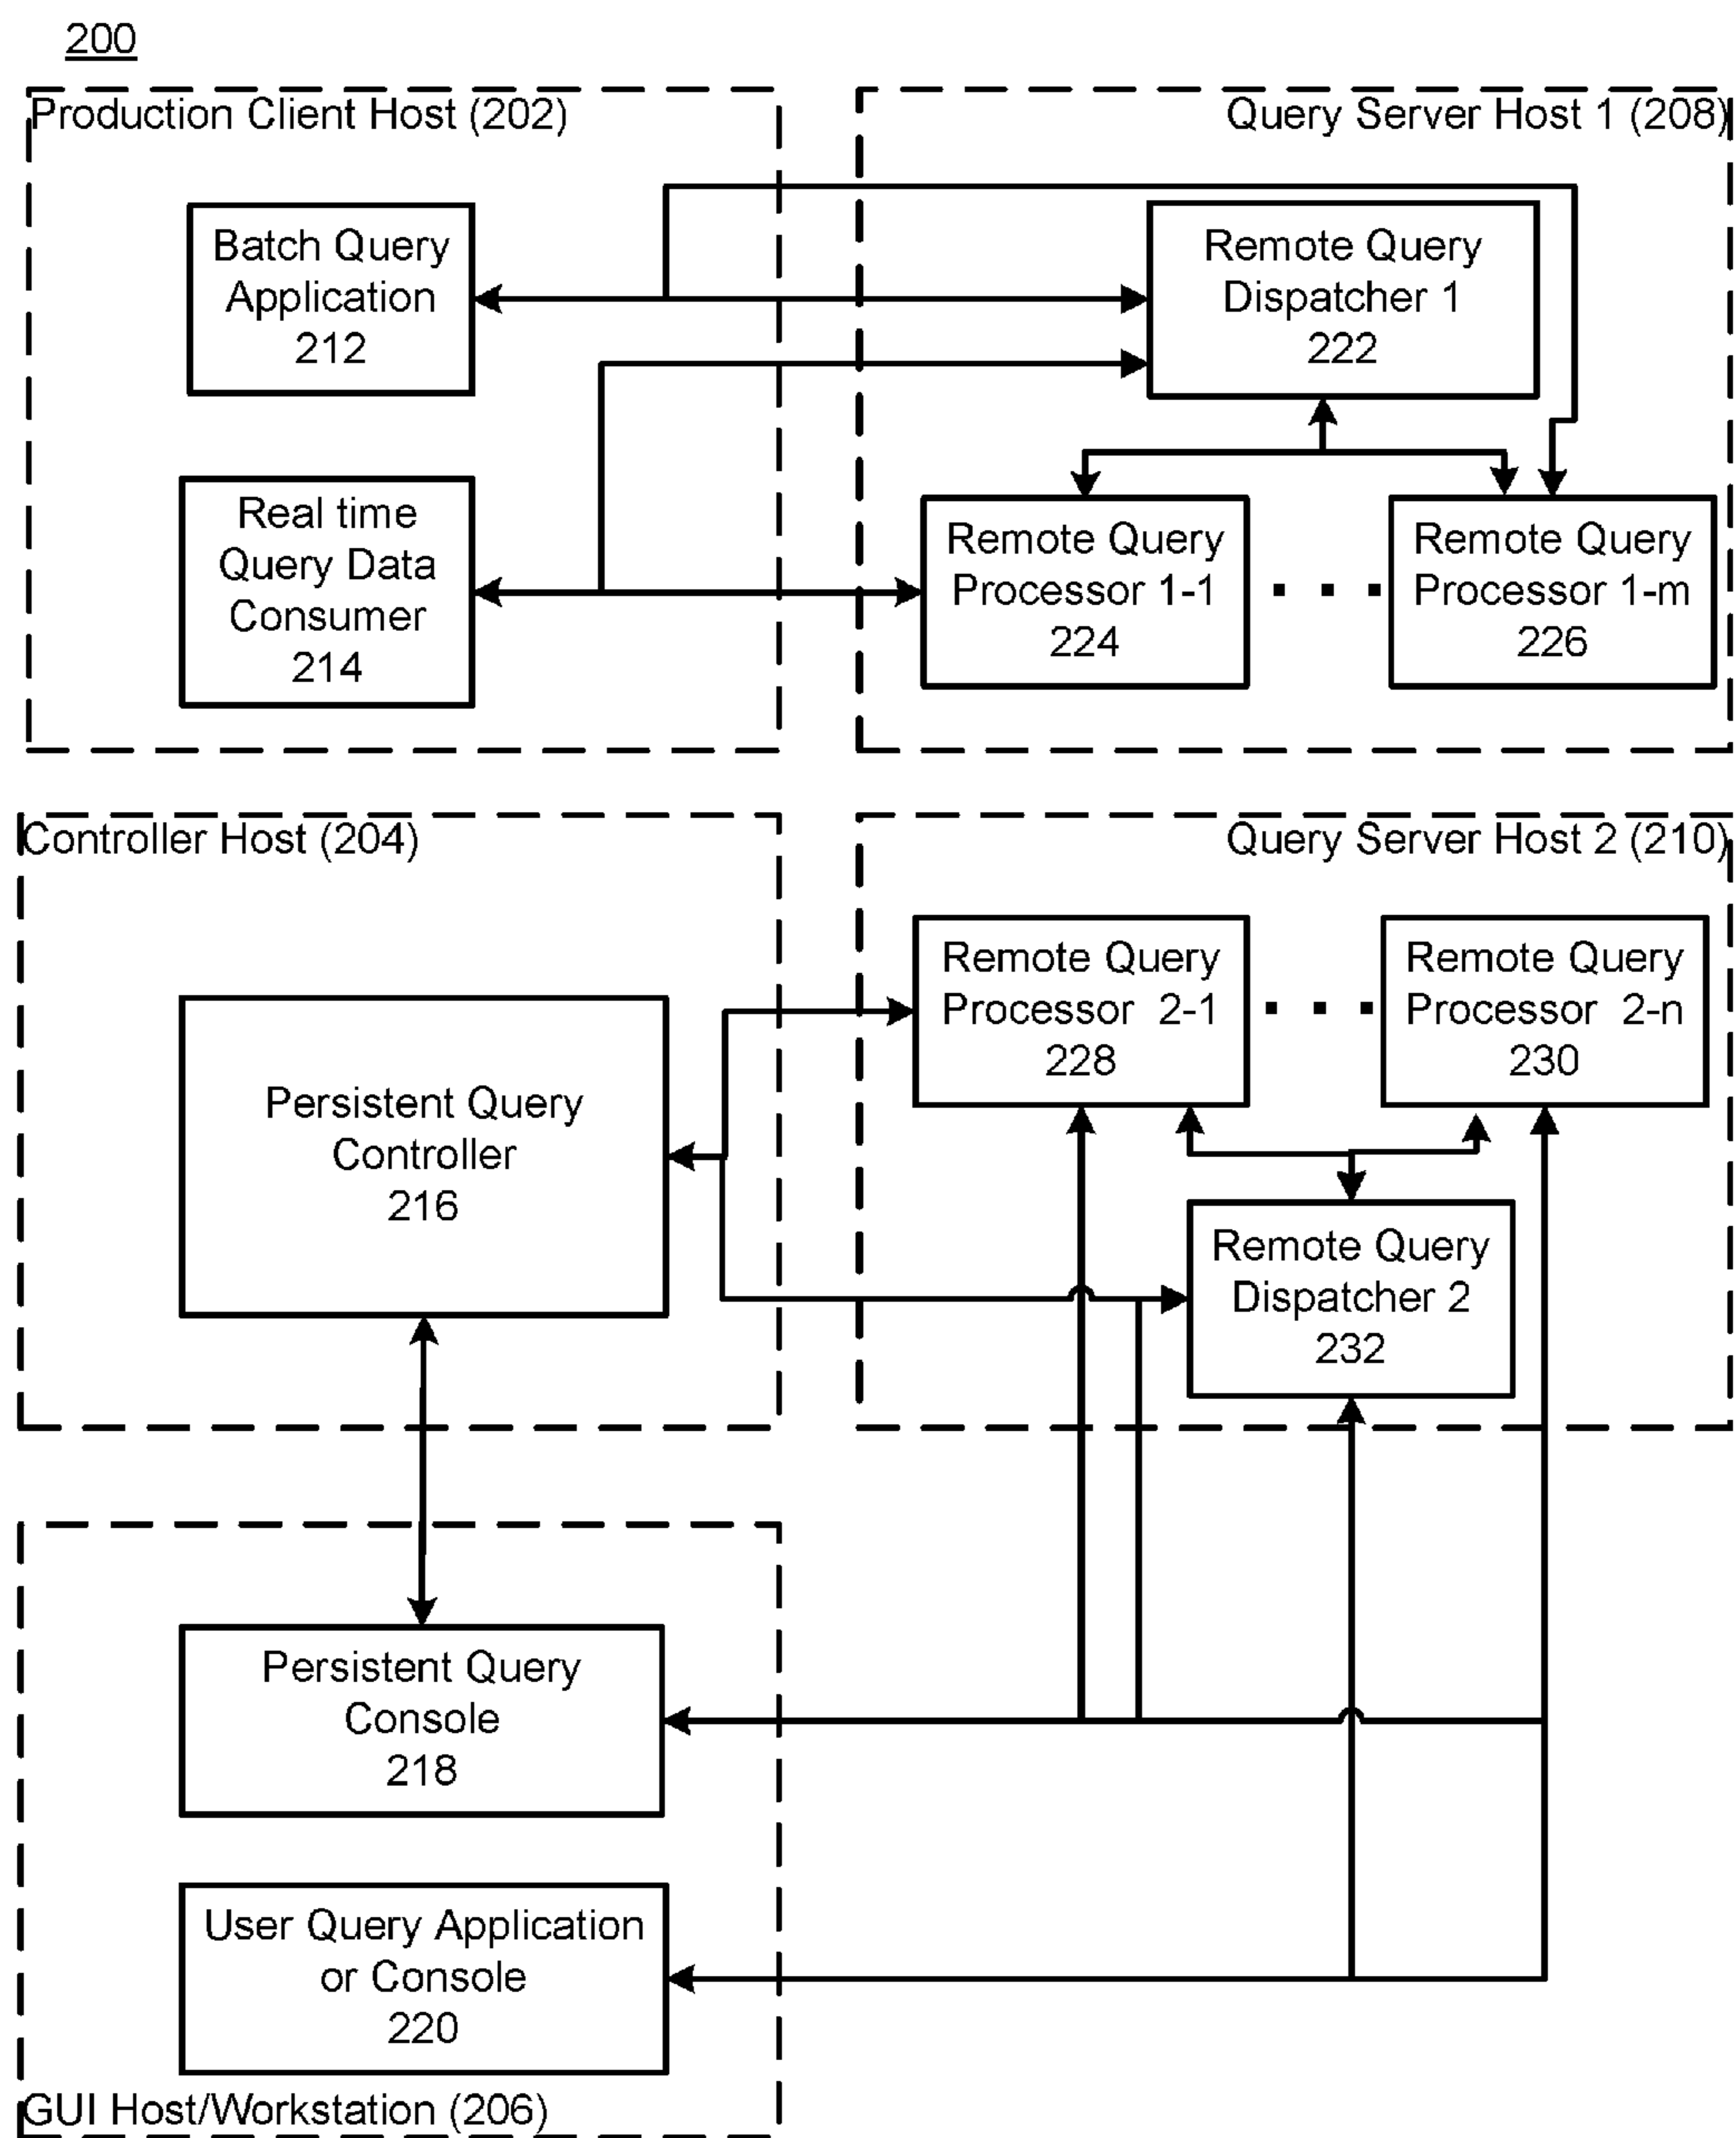 200
Production Client Host (202)
Query Server Host 1 (208)
Batch Query
Application
212
Remote Query
Dispatcher 1
222
Real time
Query Data
Consumer
214
Remote Query
Processor 1-1
224
Remote Query
Processor 1-m
226
Controller Host (204)
Query Server Host 2 (210)
Persistent Query
Controller
216
Remote Query
Processor 2-1
228
Remote Query
Processor 2-n
230
Remote Query
Dispatcher 2
232
Persistent Query
Console
218
User Query Application
or Console
220
GUI Host/Workstation (206)